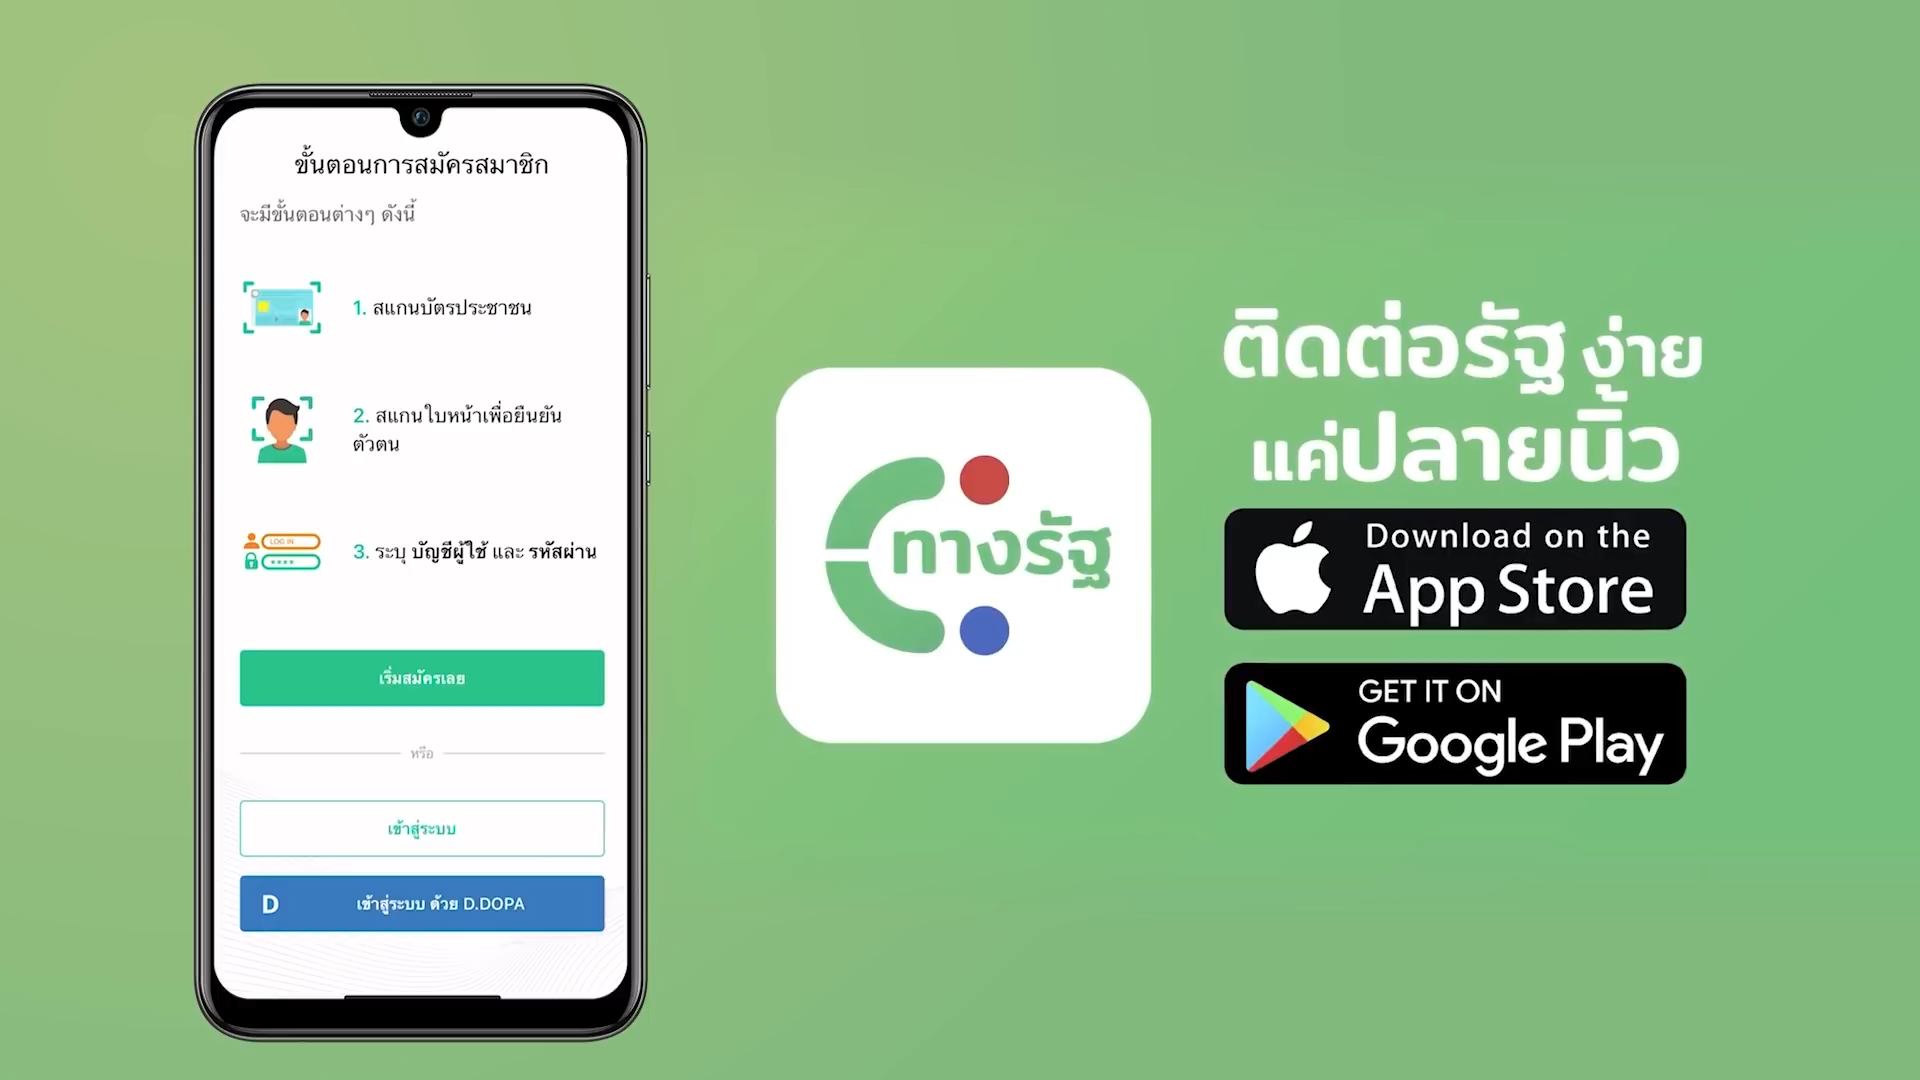 ขั้นตอนการสมัครสมาชิก
จะมีขั้นตอนต่างๆ ดังนี้
1. สแกนบัตรประชาชน
2. สแกนใบหน้าเพื่อยืนยัน
ตัวตน
LOG IN
****
3. ระบุ บัญชีผู้ใช้ และ รหัสผ่าน
เริ่มสมัครเลย
หรือ
เข้าสู่ระบบ
D เข้าสู่ระบบ ด้วย D.DOPA
ทางรัฐ
ติดต่อรัฐ ง่าย
แค่ปลายนิ้ว
Download on the
App Store
GET IT ON
Google Play